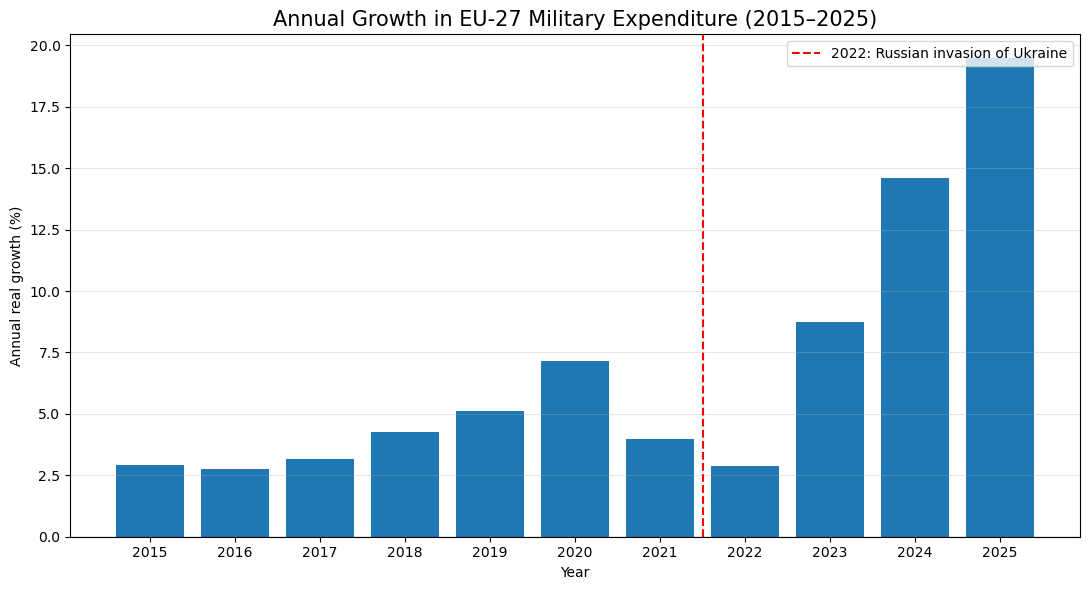 Annual Growth in EU-27 Military Expenditure (2015–2025)
2022: Russian invasion of Ukraine
Annual real growth (%)
20.0
17.5
15.0
12.5
10.0
7.5
5.0
2.5
0.0
2015 2016 2017 2018 2019 2020 2021 2022 2023 2024 2025
Year